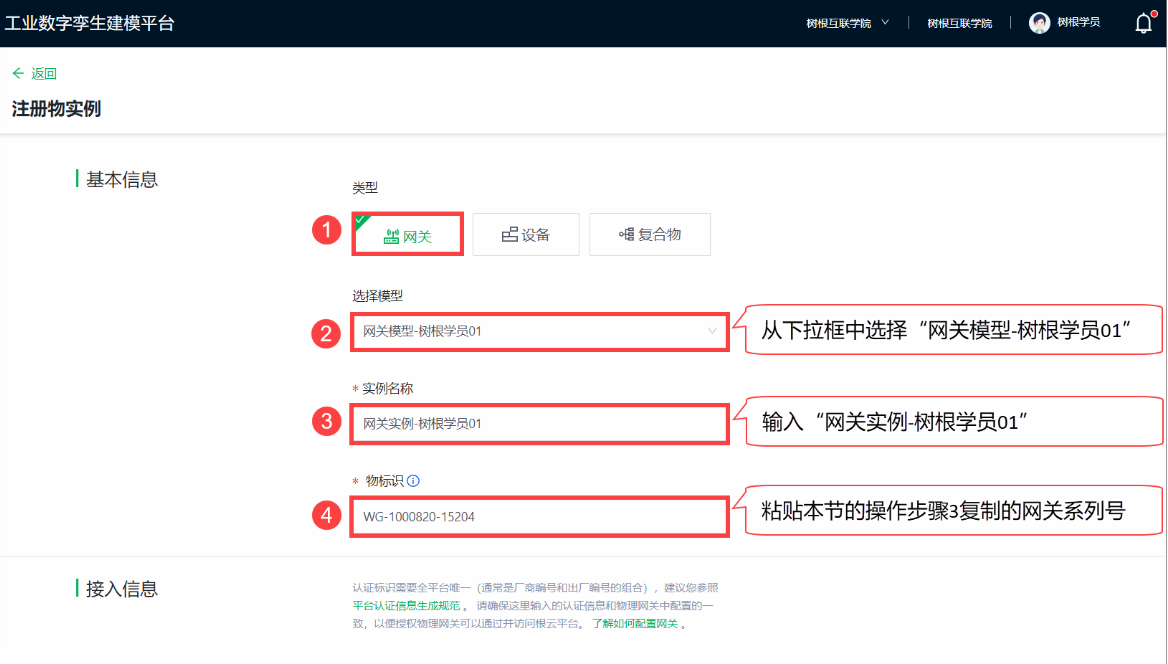 工业数字孪生建模平台
树根互联学院
树根互联学院
树根学员
返回
注册物实例
基本信息
类型
1
网关
设备
复合物
选择模型
2
网关模型-树根学员01
从下拉框中选择“网关模型-树根学员01”
* 实例名称
3
网关实例-树根学员01
输入“网关实例-树根学员01”
* 物标识
4
WG-1000820-15204
粘贴本节的操作步骤3复制的网关系列号
接入信息
认证标识需要全平台唯一（通常是厂商编号和出厂编号的组合），建议您参照
平台认证信息生成规范 。 请确保这里输入的认证信息和物理网关中配置的一
致，以便授权物理网关可以通过开访问根云平台。 了解如何配置网关 。